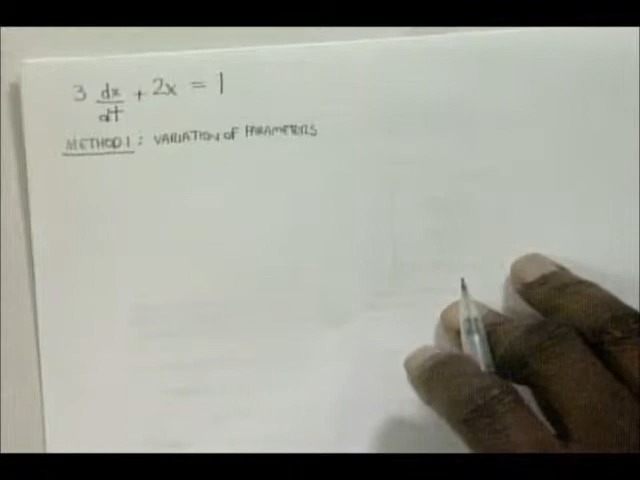 3 dx/dt + 2x = 1
METHOD 1: VARIATION OF PARAMETERS